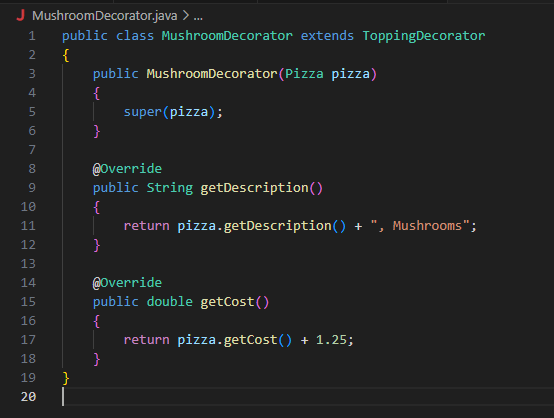 J MushroomDecorator.java > ...
1 public class MushroomDecorator extends ToppingDecorator
2 {
3     public MushroomDecorator(Pizza pizza)
4     {
5         super(pizza);
6     }
7
8     @Override
9     public String getDescription()
10     {
11         return pizza.getDescription() + ", Mushrooms";
12     }
13
14     @Override
15     public double getCost()
16     {
17         return pizza.getCost() + 1.25;
18     }
19 }
20